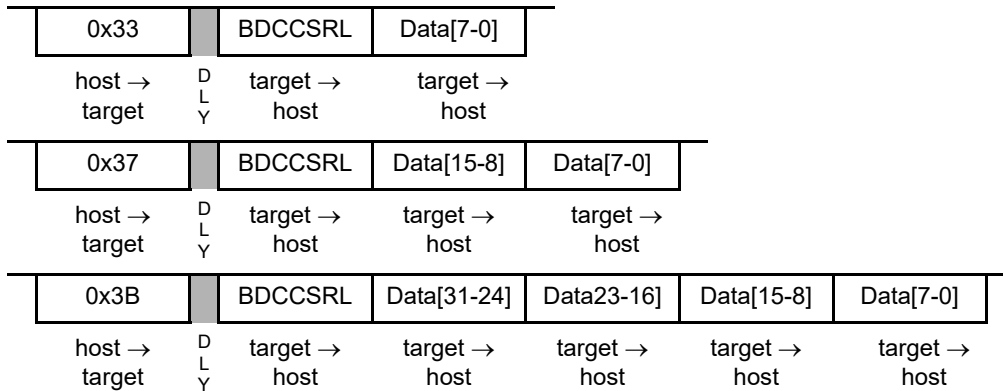 0x33 BDCCSRL Data[7-0]
host → target D L Y target → host target → host
0x37 BDCCSRL Data[15-8] Data[7-0]
host → target D L Y target → host target → host target → host
0x3B BDCCSRL Data[31-24] Data23-16] Data[15-8] Data[7-0]
host → target D L Y target → host target → host target → host target → host target → host